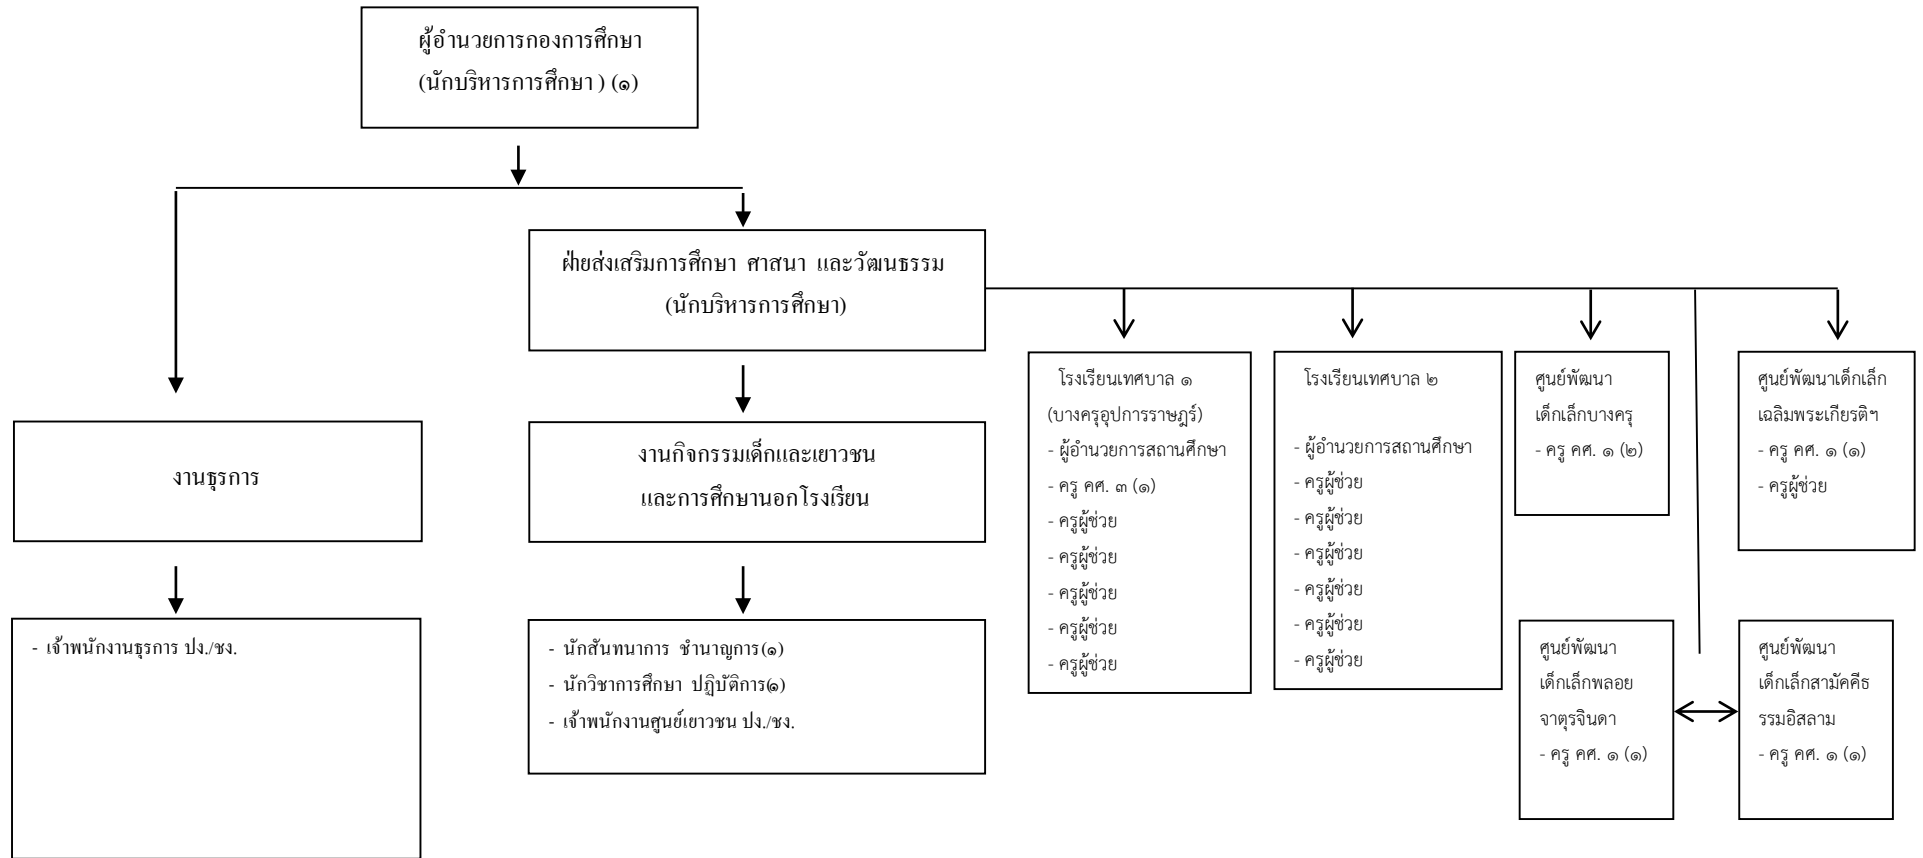 ผู้อำนวยการกองการศึกษา
(นักบริหารการศึกษา ) (๑)
ฝ่ายส่งเสริมการศึกษา ศาสนา และวัฒนธรรม
(นักบริหารการศึกษา)
งานธุรการ
- เจ้าพนักงานธุรการ ปง./ชง.
งานกิจกรรมเด็กและเยาวชน
และการศึกษานอกโรงเรียน
- นักสันทนาการ ชำนาญการ(๑)
- นักวิชาการศึกษา ปฏิบัติการ(๑)
- เจ้าพนักงานศูนย์เยาวชน ปง./ชง.
โรงเรียนเทศบาล ๑
(บางครุอุปการราษฎร์)
- ผู้อำนวยการสถานศึกษา
- ครู คศ. ๓ (๑)
- ครูผู้ช่วย
- ครูผู้ช่วย
- ครูผู้ช่วย
- ครูผู้ช่วย
- ครูผู้ช่วย
โรงเรียนเทศบาล ๒
- ผู้อำนวยการสถานศึกษา
- ครูผู้ช่วย
- ครูผู้ช่วย
- ครูผู้ช่วย
- ครูผู้ช่วย
- ครูผู้ช่วย
- ครูผู้ช่วย
ศูนย์พัฒนา
เด็กเล็กบางครุ
- ครู คศ. ๑ (๒)
ศูนย์พัฒนาเด็กเล็ก
เฉลิมพระเกียรติฯ
- ครู คศ. ๑ (๑)
- ครูผู้ช่วย
ศูนย์พัฒนา
เด็กเล็กพลอย
จาตุรจินดา
- ครู คศ. ๑ (๑)
ศูนย์พัฒนา
เด็กเล็กสามัคคีธ
รรมอิสลาม
- ครู คศ. ๑ (๑)